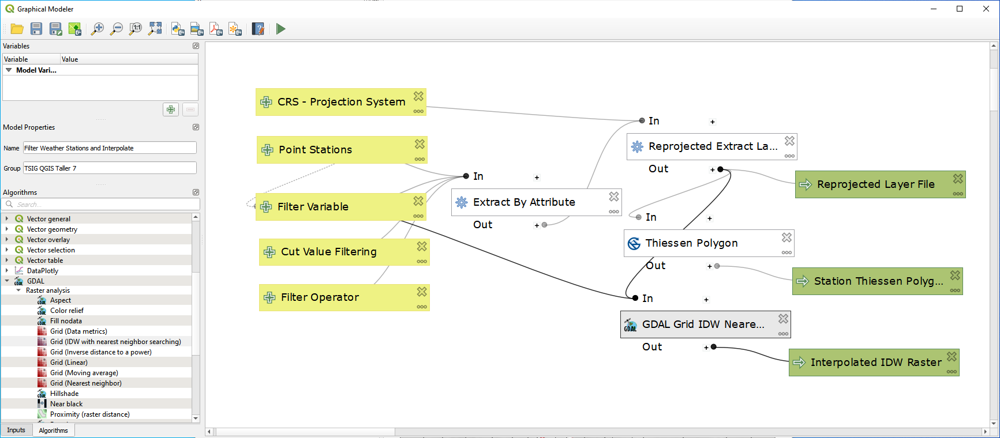 Graphical Modeler
Variables
Variable Value
Model Vari...
Model Properties
Name Filter Weather Stations and Interpolate
Group TSIG QGIS Taller 7
Algorithms
Search...
Vector general
Vector geometry
Vector overlay
Vector selection
Vector table
DataPlotly
GDAL
Raster analysis
Aspect
Color relief
Fill nodata
Grid (Data metrics)
Grid (IDW with nearest neighbor searching)
Grid (Inverse distance to a power)
Grid (Linear)
Grid (Moving average)
Grid (Nearest neighbor)
Hillshade
Near black
Proximity (raster distance)
Inputs Algorithms
CRS - Projection System
Point Stations
Filter Variable
Cut Value Filtering
Filter Operator
In
Extract By Attribute
Out
In
Reprojected Extract La...
Out
Reprojected Layer File
In
Thiessen Polygon
Out
Station Thiessen Polyg...
In
GDAL Grid IDW Neare...
Out
Interpolated IDW Raster